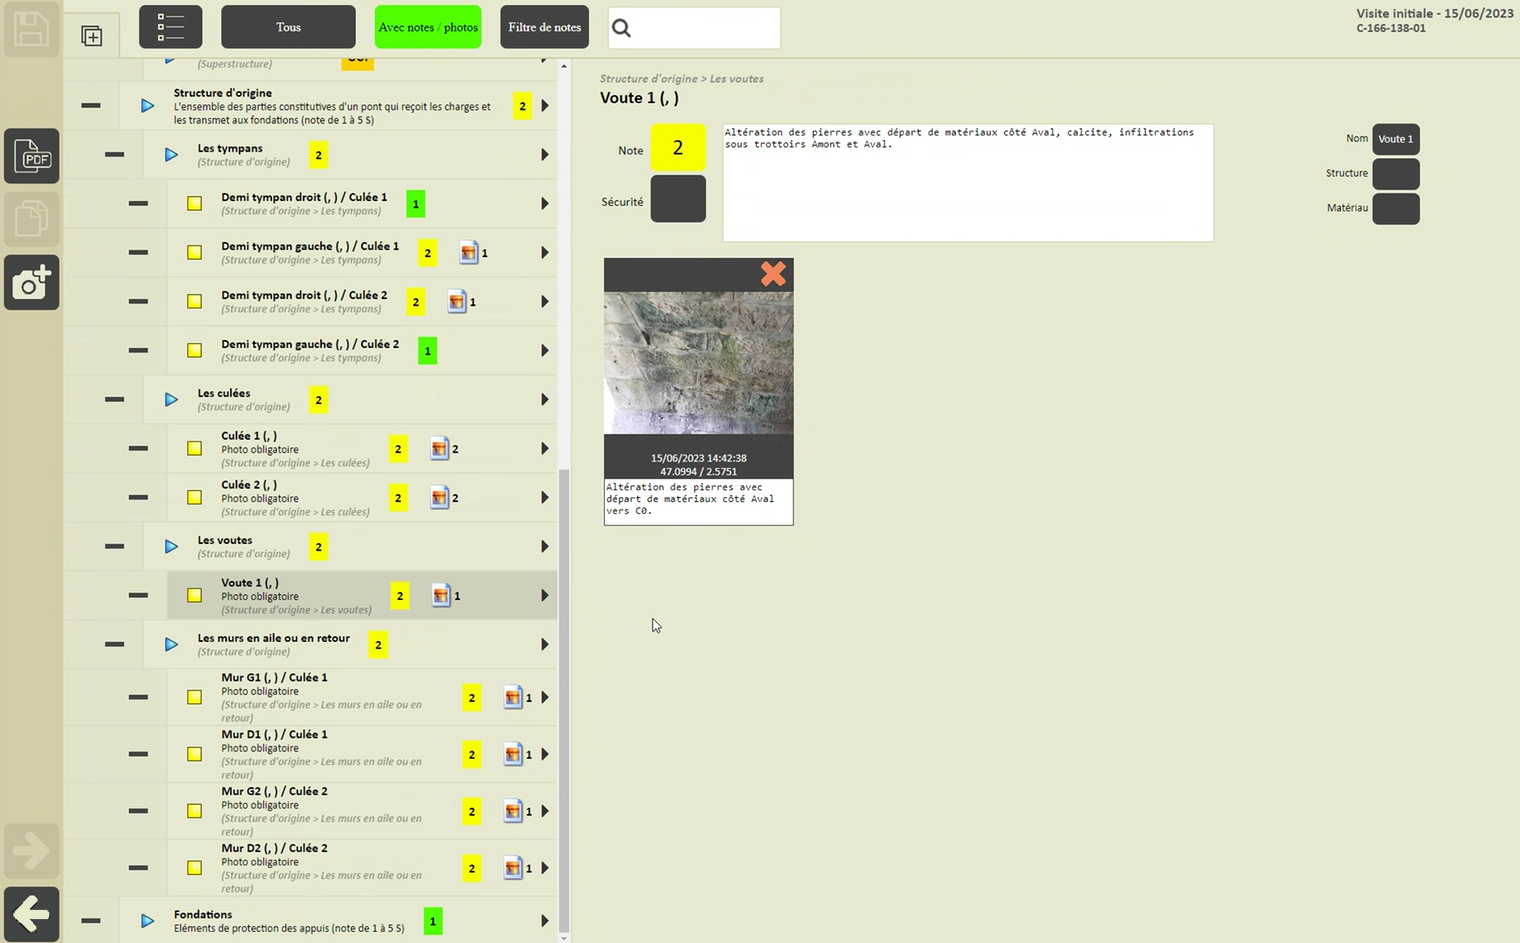 Tous
Avec notes / photos
Filtre de notes
Visite initiale - 15/06/2023
C-166-138-01
PDF
(Superstructure)
Structure d'origine
L'ensemble des parties constitutives d'un pont qui reçoit les charges et
les transmet aux fondations (note de 1 à 5 S)
2
Les tympans
(Structure d'origine)
2
Demi tympan droit (, ) / Culée 1
(Structure d'origine > Les tympans)
1
Demi tympan gauche (, ) / Culée 1
(Structure d'origine > Les tympans)
2
1
Demi tympan droit (, ) / Culée 2
(Structure d'origine > Les tympans)
2
1
Demi tympan gauche (, ) / Culée 2
(Structure d'origine > Les tympans)
1
Les culées
(Structure d'origine)
2
Culée 1 (, )
Photo obligatoire
(Structure d'origine > Les culées)
2
2
Culée 2 (, )
Photo obligatoire
(Structure d'origine > Les culées)
2
2
Les voutes
(Structure d'origine)
2
Voute 1 (, )
Photo obligatoire
(Structure d'origine > Les voutes)
2
1
Les murs en aile ou en retour
(Structure d'origine)
2
Mur G1 (, ) / Culée 1
Photo obligatoire
(Structure d'origine > Les murs en aile ou en
retour)
2
1
Mur D1 (, ) / Culée 1
Photo obligatoire
(Structure d'origine > Les murs en aile ou en
retour)
2
1
Mur G2 (, ) / Culée 2
Photo obligatoire
(Structure d'origine > Les murs en aile ou en
retour)
2
1
Mur D2 (, ) / Culée 2
Photo obligatoire
(Structure d'origine > Les murs en aile ou en
retour)
2
1
Fondations
Eléments de protection des appuis (note de 1 à 5 S)
1
Structure d'origine > Les voutes
Voute 1 (, )
Note
2
Sécurité
Altération des pierres avec départ de matériaux côté Aval, calcite, infiltrations
sous trottoirs Amont et Aval.
Nom
Voute 1
Structure
Matériau
15/06/2023 14:42:38
47.0994 / 2.5751
Altération des pierres avec
départ de matériaux côté Aval
vers C0.